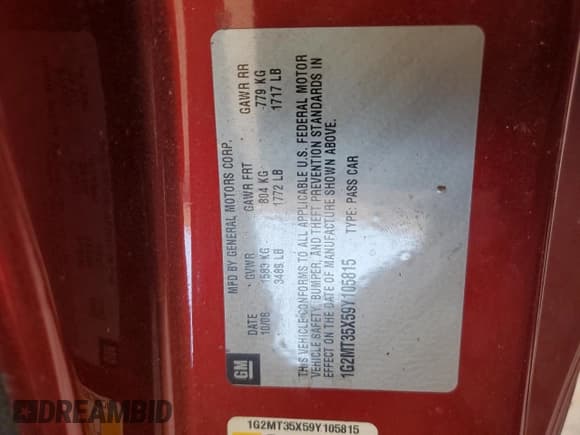 MFD BY GENERAL MOTORS CORP.
DATE GVWR GAWR FRT GAWR RR
10/08 1583 KG 804 KG 779 KG
3489 LB 1772 LB 1717 LB
THIS VEHICLE CONFORMS TO ALL APPLICABLE U.S. FEDERAL MOTOR
VEHICLE SAFETY, BUMPER, AND THEFT PREVENTION STANDARDS IN
EFFECT ON THE DATE OF MANUFACTURE SHOWN ABOVE.
1G2MT35X59Y105815 TYPE: PASS CAR
GM
1G2MT35X59Y105815
DREAMBID